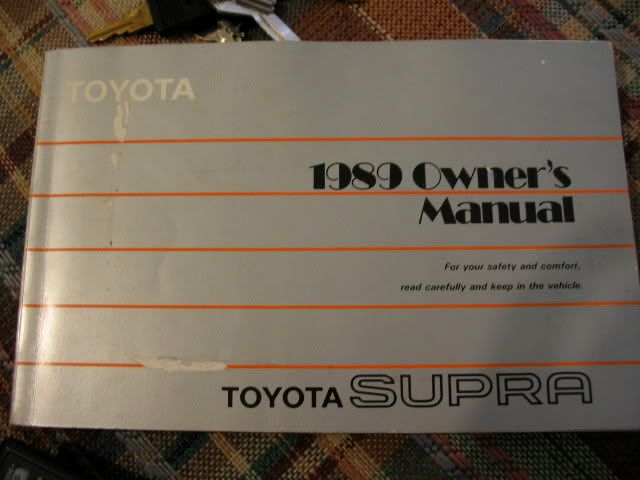 TOYOTA
1989 Owner's
Manual
For your safety and comfort,
read carefully and keep in the vehicle.
TOYOTA SUPRA